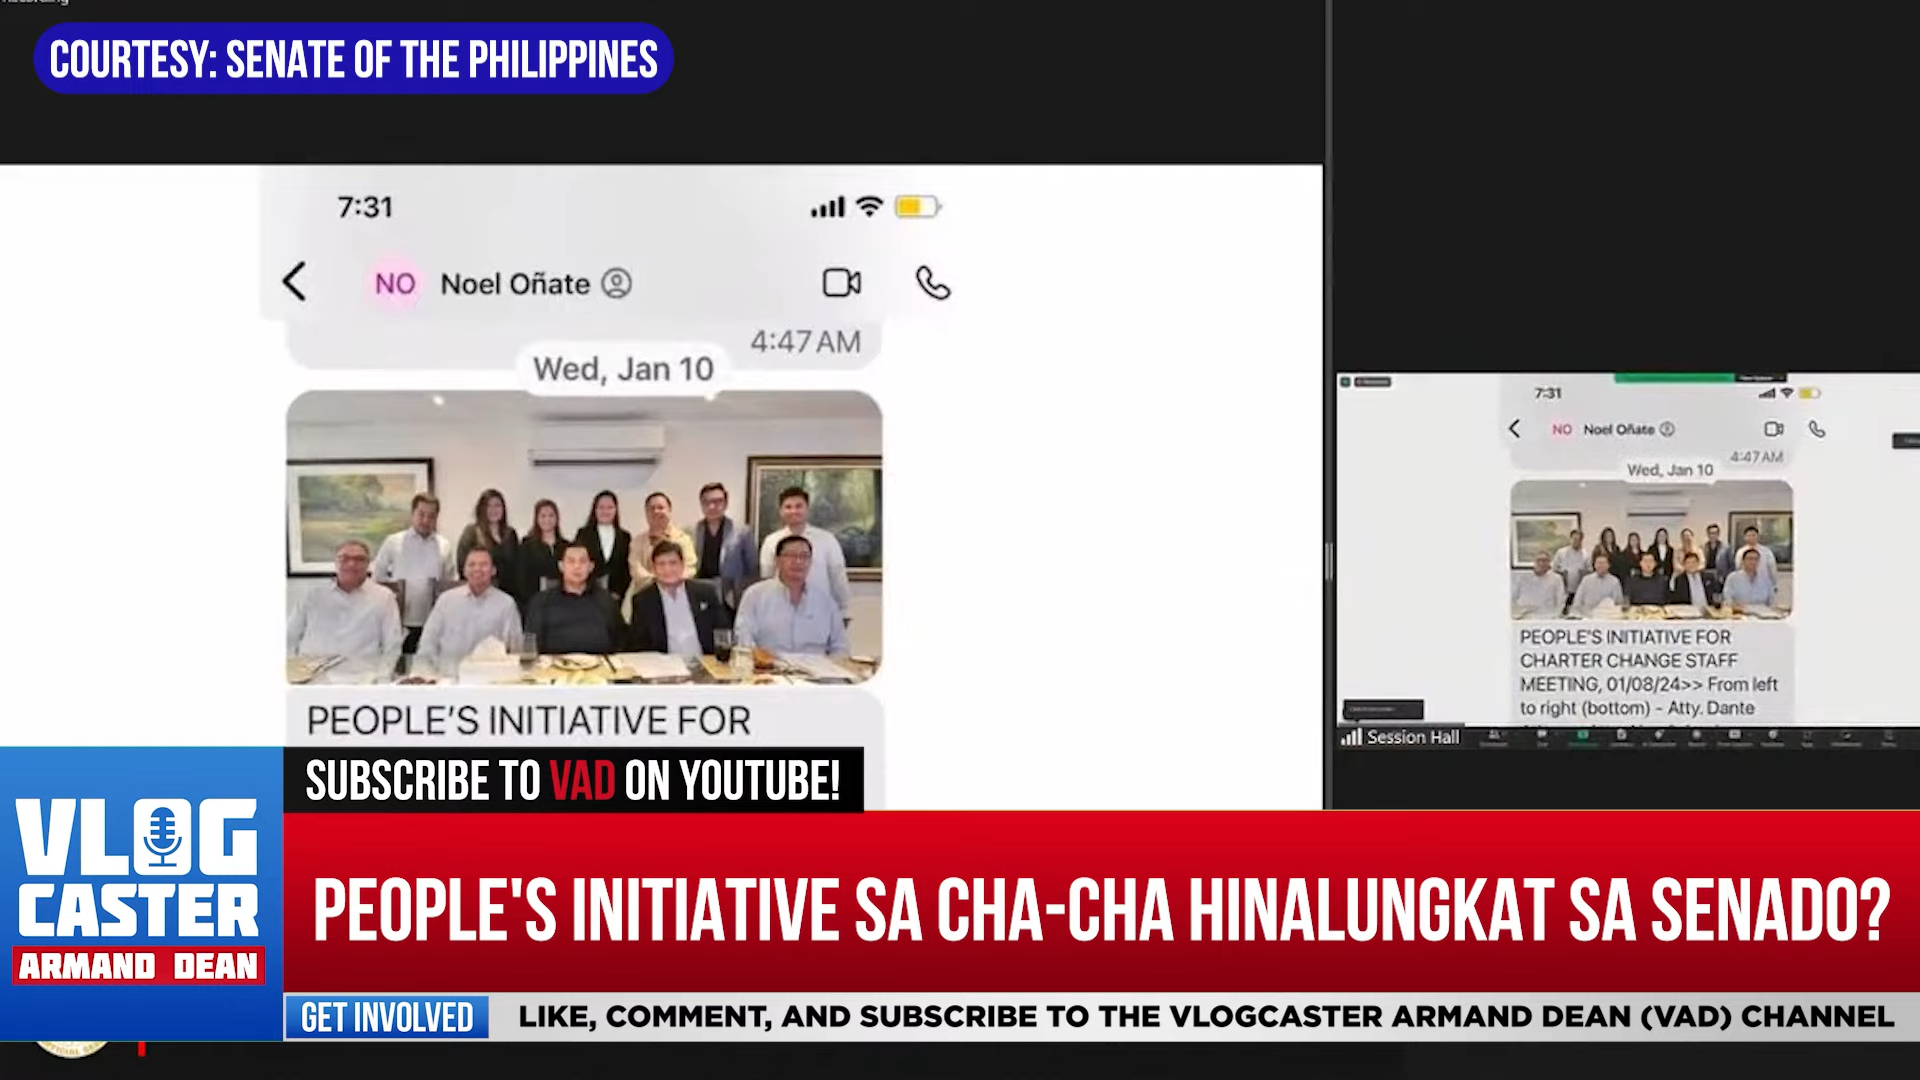 COURTESY: SENATE OF THE PHILIPPINES
7:31
NO Noel Oñate
4:47 AM
Wed, Jan 10
PEOPLE'S INITIATIVE FOR
7:31
NO Noel Oñate
4:47 AM
Wed, Jan 10
PEOPLE'S INITIATIVE FOR
CHARTER CHANGE STAFF
MEETING, 01/08/24>> From left
to right (bottom) - Atty. Dante
Session Hall
SUBSCRIBE TO VAD ON YOUTUBE!
VLOG
CASTER
ARMAND DEAN
PEOPLE'S INITIATIVE SA CHA-CHA HINALUNGKAT SA SENADO?
GET INVOLVED
LIKE, COMMENT, AND SUBSCRIBE TO THE VLOGCASTER ARMAND DEAN (VAD) CHANNEL